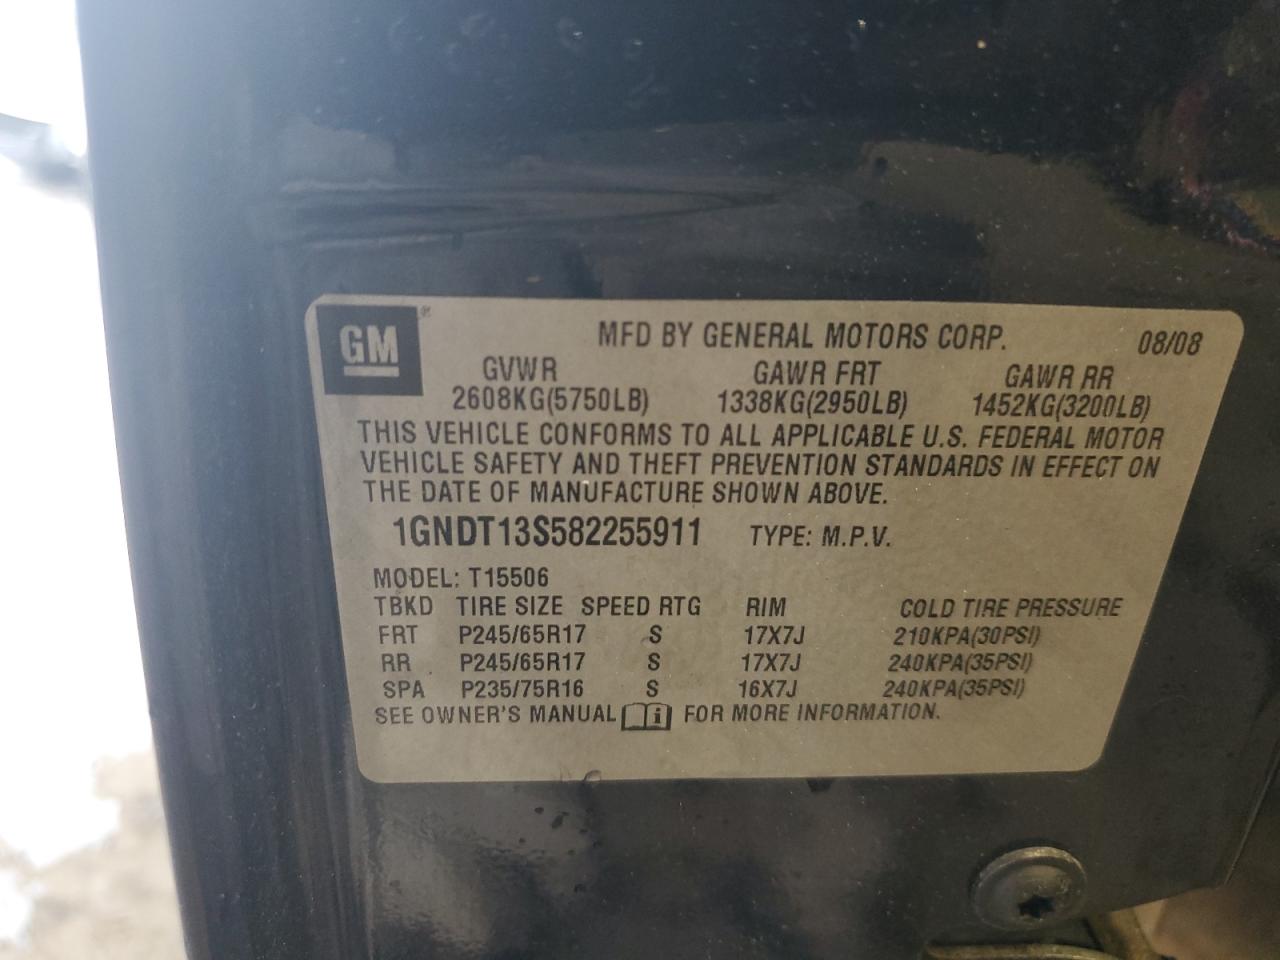 GM®
MFD BY GENERAL MOTORS CORP. 08/08
GVWR GAWR FRT GAWR RR
2608KG(5750LB) 1338KG(2950LB) 1452KG(3200LB)
THIS VEHICLE CONFORMS TO ALL APPLICABLE U.S. FEDERAL MOTOR
VEHICLE SAFETY AND THEFT PREVENTION STANDARDS IN EFFECT ON
THE DATE OF MANUFACTURE SHOWN ABOVE.
1GNDT13S582255911 TYPE: M.P.V.
MODEL: T15506
TBKD TIRE SIZE SPEED RTG RIM COLD TIRE PRESSURE
FRT P245/65R17 S 17X7J 210KPA(30PSI)
RR P245/65R17 S 17X7J 240KPA(35PSI)
SPA P235/75R16 S 16X7J 240KPA(35PSI)
SEE OWNER'S MANUAL i FOR MORE INFORMATION.